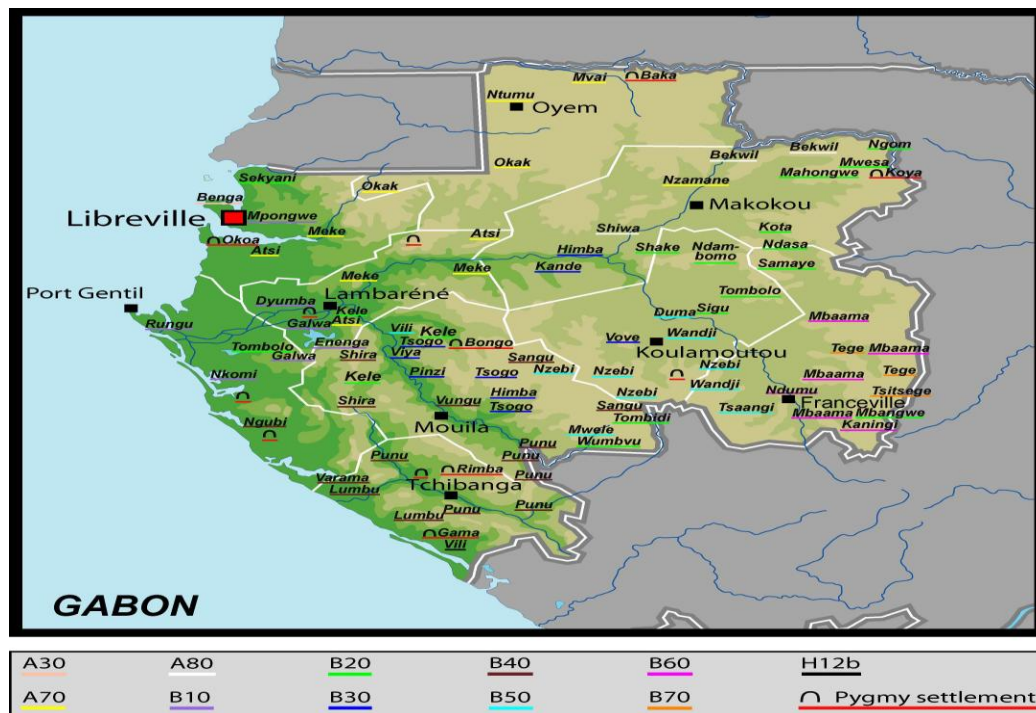 Mvai
Baka
Ntumu
Oyem
Bekwil
Bekwil
Ngom
Okak
Mwesa
Sekyani
Okak
Nzamane
Mahongwe
Koya
Benga
Libreville
Mpongwe
Makokou
Meke
Atsi
Shiwa
Kota
Okoa
Atsi
Himba
Shake
Ndam-
bomo
Ndasa
Samaye
Meke
Meke
Kande
Port Gentil
Dyumba
Lambaréné
Kele
Tombolo
Rungu
Galwa
Atsi
Duma
Sigu
Mbaama
Vili
Kele
Enenga
Tsogo
Bongo
Vove
Wandji
Koulamoutou
Tombolo
Galwa
Shira
Viya
Sangu
Tege
Mbaama
Nkomi
Kele
Pinzi
Tsogo
Nzebi
Nzebi
Nzebi
Mbaama
Tege
Himba
Nzebi
Wandji
Ndumu
Tsitsege
Shira
Vungu
Tsogo
Sangu
Tsaangi
Franceville
Ngubi
Mouila
Tombidi
Mbaama
Mbangwe
Mwele
Kaningi
Punu
Wumbvu
Punu
Punu
Rimba
Punu
Varama
Tchibanga
Lumbu
Lumbu
Punu
Punu
Gama
Vili
GABON
A30 A80 B20 B40 B60 H12b
A70 B10 B30 B50 B70 Pygmy settlement